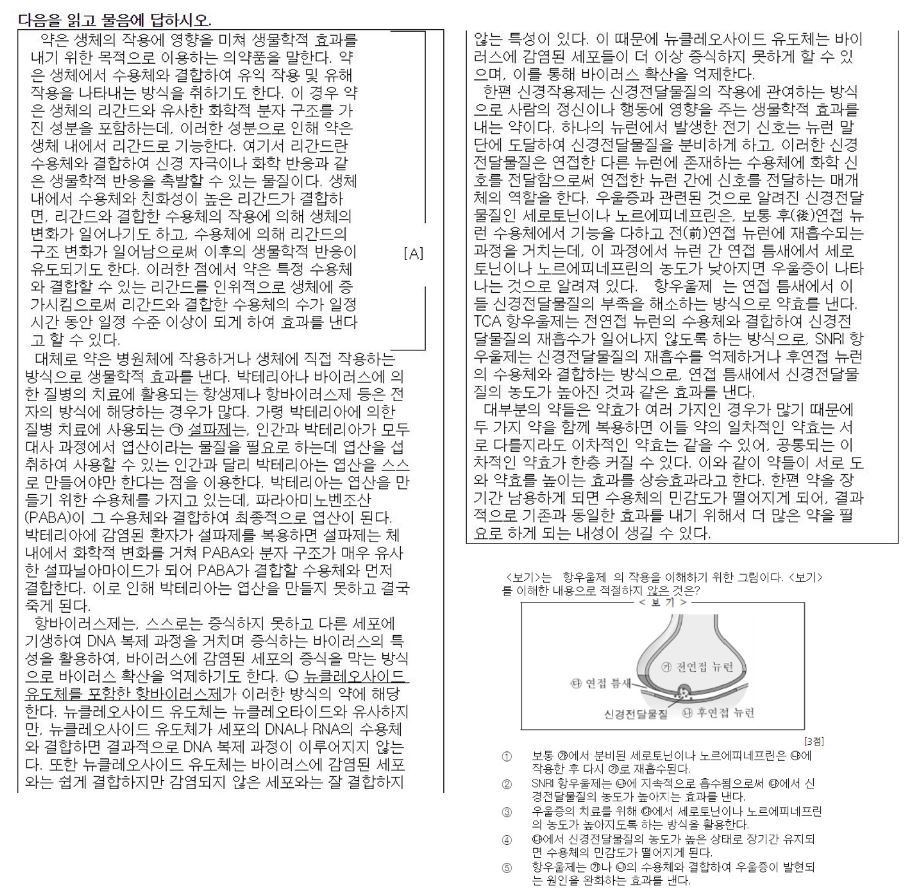 다음을 읽고 물음에 답하시오.
약은 생체의 작용에 영향을 미쳐 생물학적 효과를
내기 위한 목적으로 이용하는 의약품을 말한다. 약
은 생체에서 수용체와 결합하여 유익 작용 및 유해
작용을 나타내는 방식을 취하기도 한다. 이 경우 약
은 생체의 리간드와 유사한 화학적 분자 구조를 가
진 성분을 포함하는데, 이러한 성분으로 인해 약은
생체 내에서 리간드로 기능한다. 여기서 리간드란
수용체와 결합하여 신경 자극이나 화학 반응과 같
은 생물학적 반응을 촉발할 수 있는 물질이다. 생체
내에서 수용체와 친화성이 높은 리간드가 결합하
면, 리간드와 결합한 수용체의 작용에 의해 생체의
변화가 일어나기도 하고, 수용체에 의해 리간드의
구조 변화가 일어남으로써 이후의 생물학적 반응이
유도되기도 한다. 이러한 점에서 약은 특정 수용체
와 결합할 수 있는 리간드를 인위적으로 생체에 증
가시킴으로써 리간드와 결합한 수용체의 수가 일정
시간 동안 일정 수준 이상이 되게 하여 효과를 낸다
고 할 수 있다.
[A]
대체로 약은 병원체에 작용하거나 생체에 직접 작용하는
방식으로 생물학적 효과를 낸다. 박테리아나 바이러스에 의
한 질병의 치료에 활용되는 항생제나 항바이러스제 등은 전
자의 방식에 해당하는 경우가 많다. 가령 박테리아에 의한
질병 치료에 사용되는 ㉠ 설파제는, 인간과 박테리아가 모두
대사 과정에서 엽산이라는 물질을 필요로 하는데 엽산을 섭
취하여 사용할 수 있는 인간과 달리 박테리아는 엽산을 스스
로 만들어야만 한다는 점을 이용한다. 박테리아는 엽산을 만
들기 위한 수용체를 가지고 있는데, 파라아미노벤조산
(PABA)이 그 수용체와 결합하여 최종적으로 엽산이 된다.
박테리아에 감염된 환자가 설파제를 복용하면 설파제는 체
내에서 화학적 변화를 거쳐 PABA와 분자 구조가 매우 유사
한 설파닐아마이드가 되어 PABA가 결합할 수용체와 먼저
결합한다. 이로 인해 박테리아는 엽산을 만들지 못하고 결국
죽게 된다.
항바이러스제는, 스스로는 증식하지 못하고 다른 세포에
기생하여 DNA 복제 과정을 거치며 증식하는 바이러스의 특
성을 활용하여, 바이러스에 감염된 세포의 증식을 막는 방식
으로 바이러스 확산을 억제하기도 한다. ㉡ 뉴클레오사이드
유도체를 포함한 항바이러스제가 이러한 방식의 약에 해당
한다. 뉴클레오사이드 유도체는 뉴클레오타이드와 유사하지
만, 뉴클레오사이드 유도체가 세포의 DNA나 RNA의 수용체
와 결합하면 결과적으로 DNA 복제 과정이 이루어지지 않는
다. 또한 뉴클레오사이드 유도체는 바이러스에 감염된 세포
와는 쉽게 결합하지만 감염되지 않은 세포와는 잘 결합하지
않는 특성이 있다. 이 때문에 뉴클레오사이드 유도체는 바이
러스에 감염된 세포들이 더 이상 증식하지 못하게 할 수 있
으며, 이를 통해 바이러스 확산을 억제한다.
한편 신경작용제는 신경전달물질의 작용에 관여하는 방식
으로 사람의 정신이나 행동에 영향을 주는 생물학적 효과를
내는 약이다. 하나의 뉴런에서 발생한 전기 신호는 뉴런 말
단에 도달하여 신경전달물질을 분비하게 하고, 이러한 신경
전달물질은 연접한 다른 뉴런에 존재하는 수용체에 화학 신
호를 전달함으로써 연접한 뉴런 간에 신호를 전달하는 매개
체의 역할을 한다. 우울증과 관련된 것으로 알려진 신경전달
물질인 세로토닌이나 노르에피네프린은, 보통 후(後)연접 뉴
런 수용체에서 기능을 다하고 전(前)연접 뉴런에 재흡수되는
과정을 거치는데, 이 과정에서 뉴런 간 연접 틈새에서 세로
토닌이나 노르에피네프린의 농도가 낮아지면 우울증이 나타
나는 것으로 알려져 있다. 항우울제 는 연접 틈새에서 이
들 신경전달물질의 부족을 해소하는 방식으로 약효를 낸다.
TCA 항우울제는 전연접 뉴런의 수용체와 결합하여 신경전
달물질의 재흡수가 일어나지 않도록 하는 방식으로, SNRI 항
우울제는 신경전달물질의 재흡수를 억제하거나 후연접 뉴런
의 수용체와 결합하는 방식으로, 연접 틈새에서 신경전달물
질의 농도가 높아진 것과 같은 효과를 낸다.
대부분의 약들은 약효가 여러 가지인 경우가 많기 때문에
두 가지 약을 함께 복용하면 이들 약의 일차적인 약효는 서
로 다를지라도 이차적인 약효는 같을 수 있어, 공통되는 이
차적인 약효가 한층 커질 수 있다. 이와 같이 약들이 서로 도
와 약효를 높이는 효과를 상승효과라고 한다. 한편 약을 장
기간 남용하게 되면 수용체의 민감도가 떨어지게 되어, 결과
적으로 기존과 동일한 효과를 내기 위해서 더 많은 약을 필
요로 하게 되는 내성이 생길 수 있다.
<보기>는 항우울제 의 작용을 이해하기 위한 그림이다. <보기>
를 이해한 내용으로 적절하지 않은 것은?
< 보 기 >
㉮ 전연접 뉴런
㉰ 연접 틈새
신경전달물질 ㉯ 후연접 뉴런
[3점]
① 보통 ㉮에서 분비된 세로토닌이나 노르에피네프린은 ㉯에
작용한 후 다시 ㉮로 재흡수된다.
② SNRI 항우울제는 ㉯에 지속적으로 흡수됨으로써 ㉰에서 신
경전달물질의 농도가 높아지는 효과를 낸다.
③ 우울증의 치료를 위해 ㉰에서 세로토닌이나 노르에피네프린
의 농도가 높아지도록 하는 방식을 활용한다.
④ ㉰에서 신경전달물질의 농도가 높은 상태로 장기간 유지되
면 수용체의 민감도가 떨어지게 된다.
⑤ 항우울제는 ㉮나 ㉯의 수용체와 결합하여 우울증이 발현되
는 원인을 완화하는 효과를 낸다.